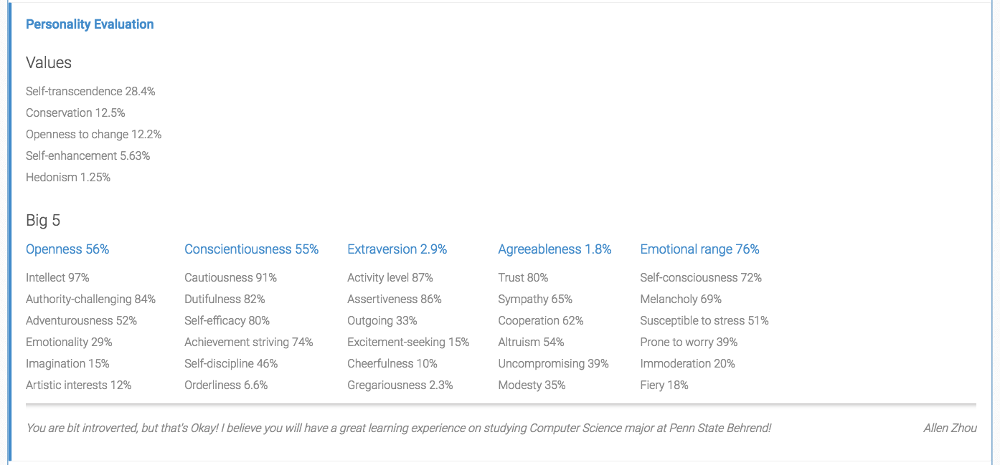 Personality Evaluation
Values
Self-transcendence 28.4%
Conservation 12.5%
Openness to change 12.2%
Self-enhancement 5.63%
Hedonism 1.25%
Big 5
Openness 56% Conscientiousness 55% Extraversion 2.9% Agreeableness 1.8% Emotional range 76%
Intellect 97% Cautiousness 91% Activity level 87% Trust 80% Self-consciousness 72%
Authority-challenging 84% Dutifulness 82% Assertiveness 86% Sympathy 65% Melancholy 69%
Adventurousness 52% Self-efficacy 80% Outgoing 33% Cooperation 62% Susceptible to stress 51%
Emotionality 29% Achievement striving 74% Excitement-seeking 15% Altruism 54% Prone to worry 39%
Imagination 15% Self-discipline 46% Cheerfulness 10% Uncompromising 39% Immoderation 20%
Artistic interests 12% Orderliness 6.6% Gregariousness 2.3% Modesty 35% Fiery 18%
You are bit introverted, but that's Okay! I believe you will have a great learning experience on studying Computer Science major at Penn State Behrend! Allen Zhou